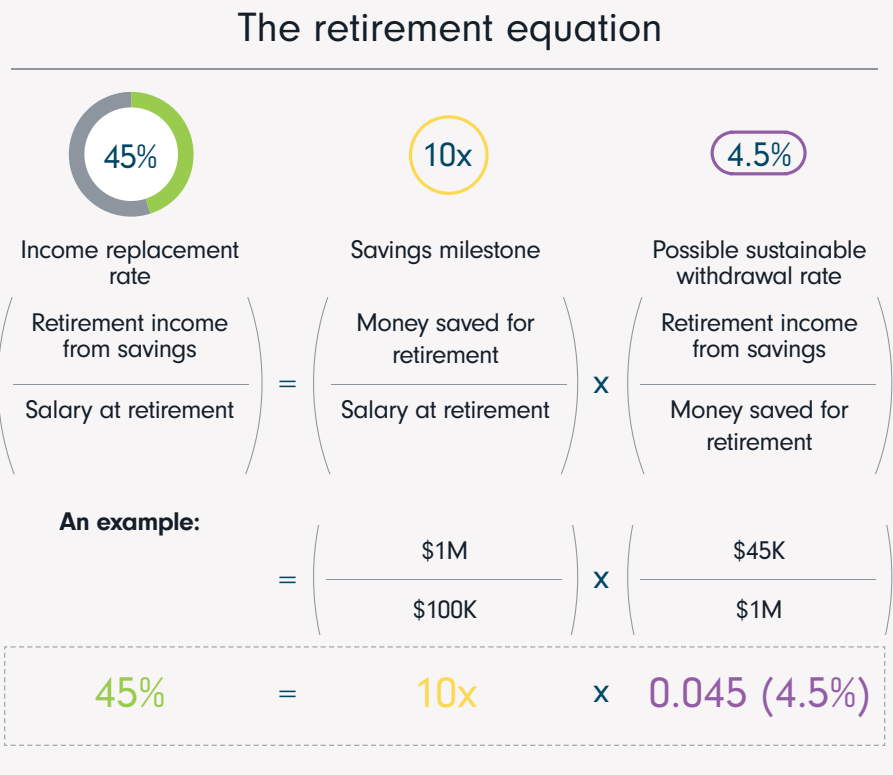 The retirement equation
45%
10x
4.5%
Income replacement
rate
Savings milestone
Possible sustainable
withdrawal rate
Retirement income
from savings
Salary at retirement
=
Money saved for
retirement
Salary at retirement
x
Retirement income
from savings
Money saved for
retirement
An example:
=
$1M
$100K
x
$45K
$1M
45% = 10x x 0.045 (4.5%)